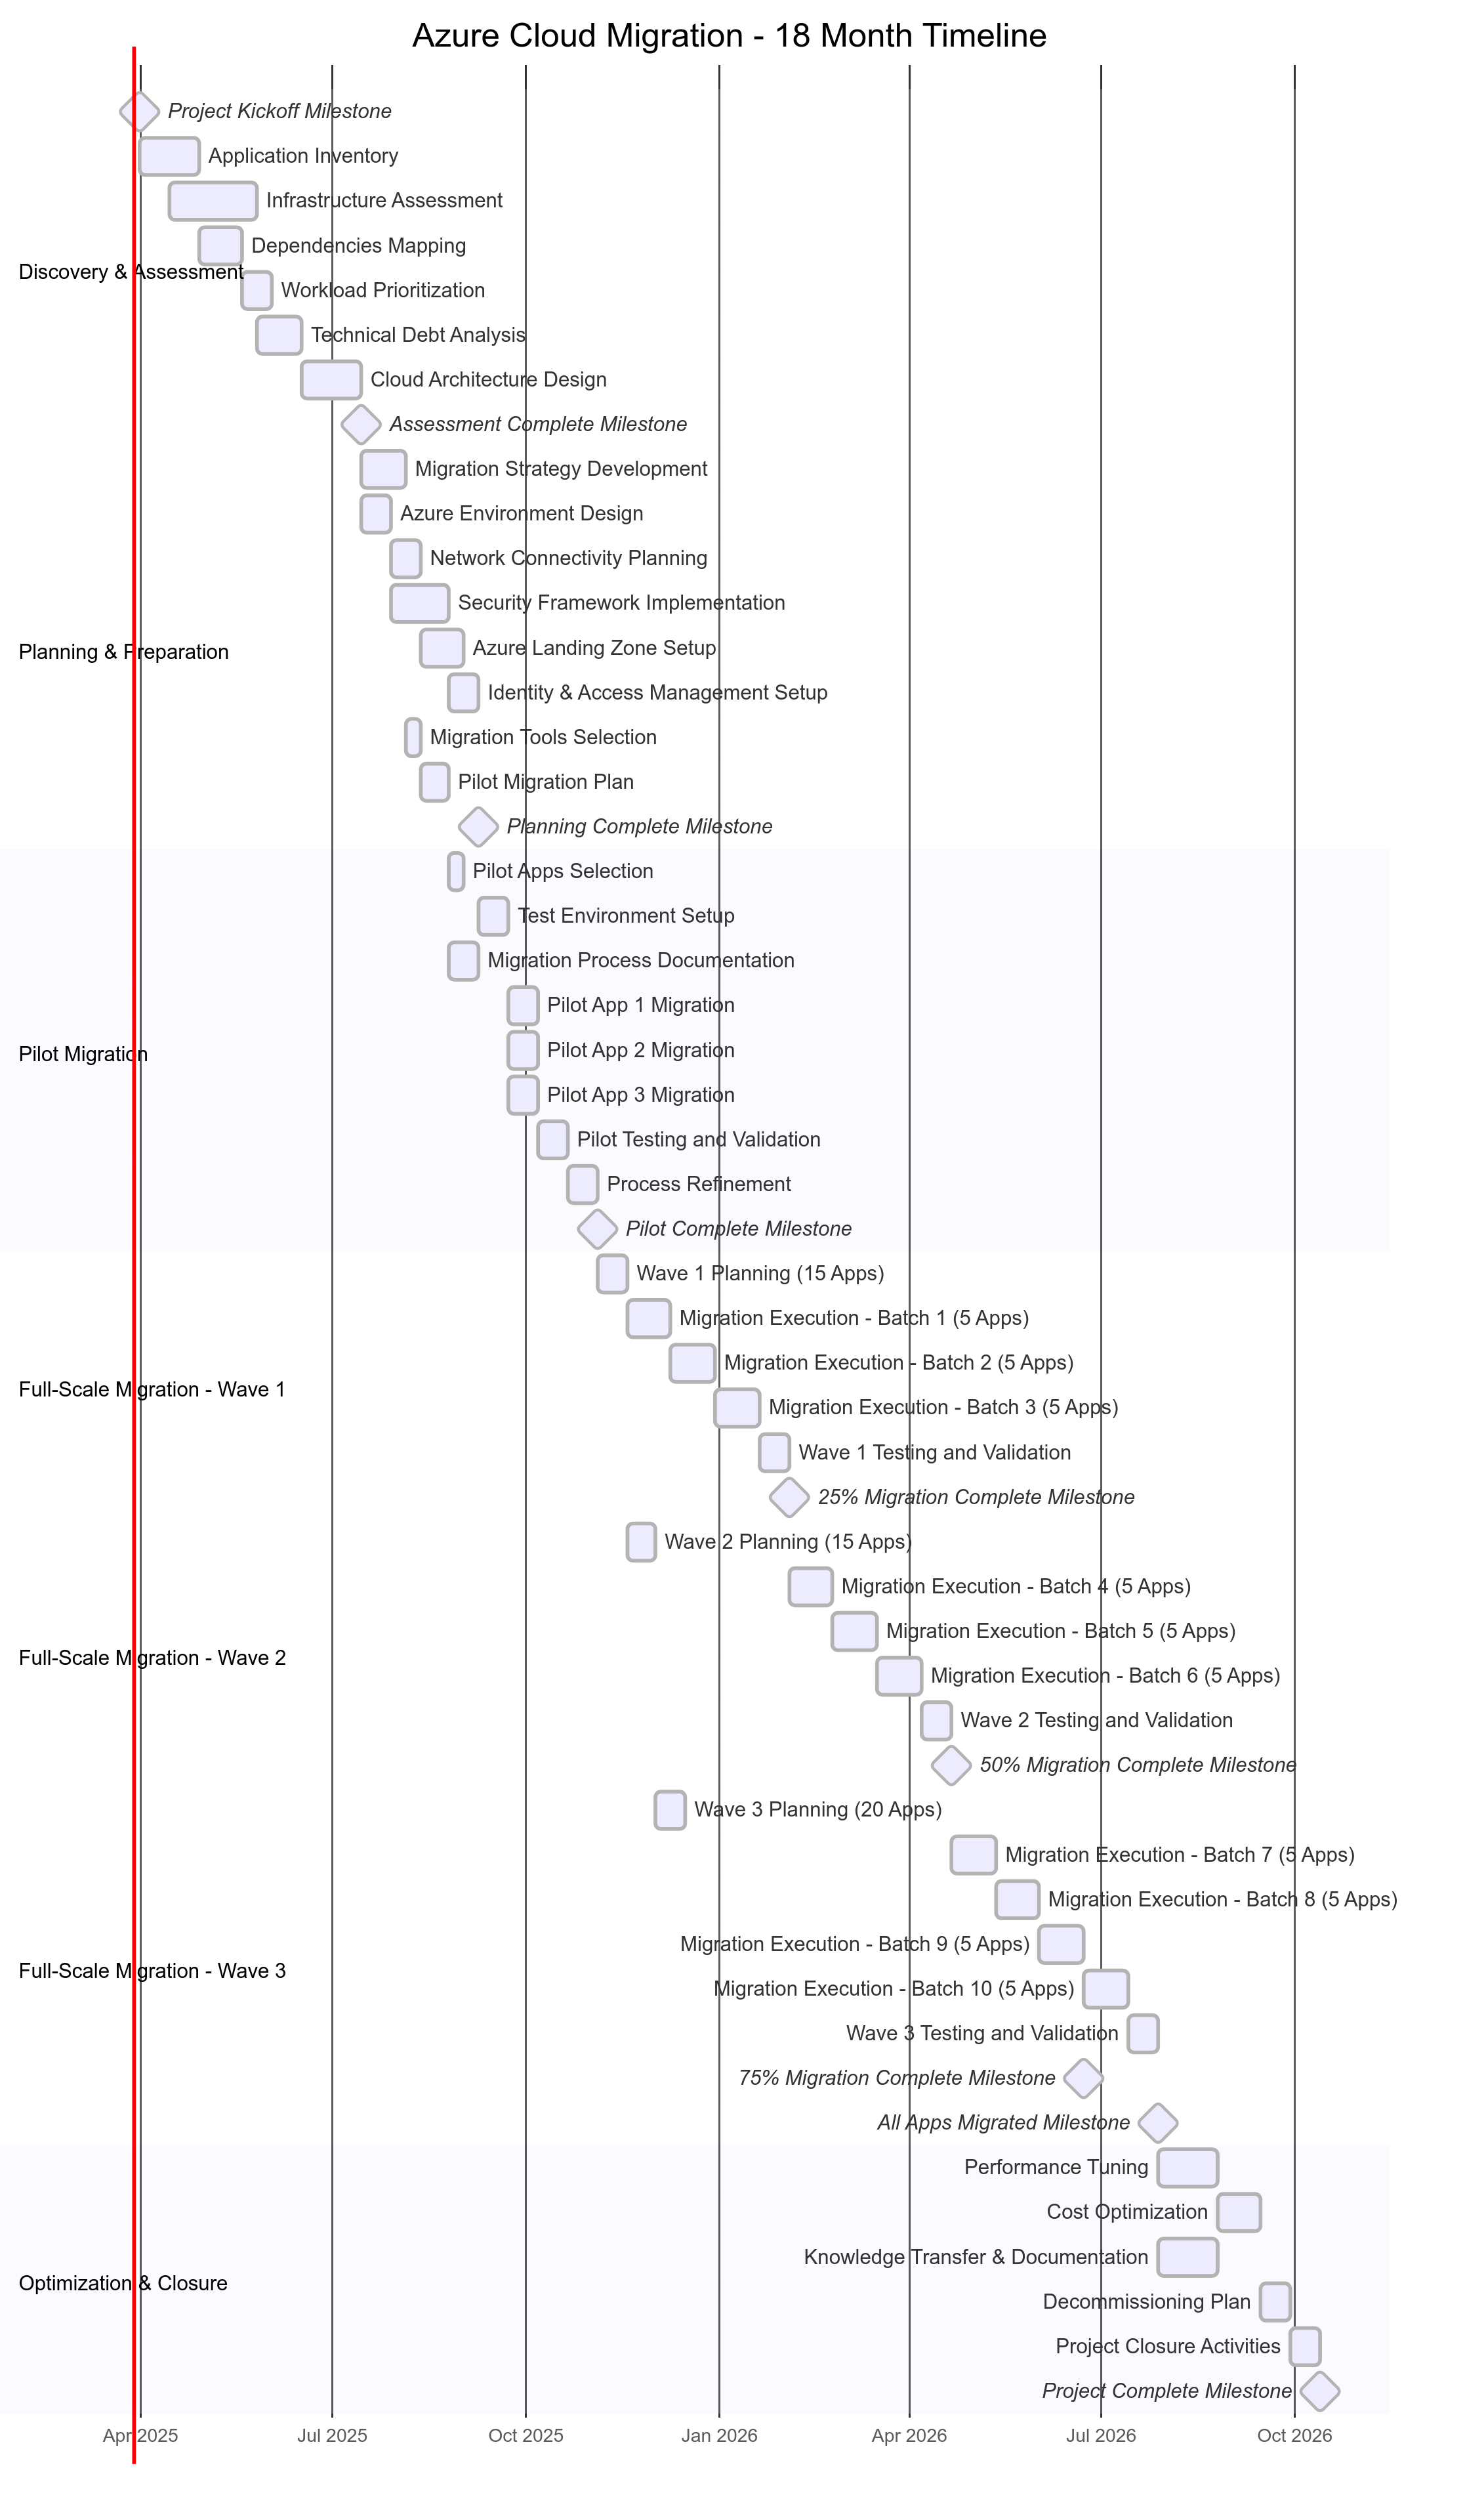 Azure Cloud Migration - 18 Month Timeline
Project Kickoff Milestone
Application Inventory
Infrastructure Assessment
Dependencies Mapping
Discovery & Assessment
Workload Prioritization
Technical Debt Analysis
Cloud Architecture Design
Assessment Complete Milestone
Migration Strategy Development
Azure Environment Design
Network Connectivity Planning
Security Framework Implementation
Azure Landing Zone Setup
Planning & Preparation
Identity & Access Management Setup
Migration Tools Selection
Pilot Migration Plan
Planning Complete Milestone
Pilot Apps Selection
Test Environment Setup
Migration Process Documentation
Pilot App 1 Migration
Pilot App 2 Migration
Pilot Migration
Pilot App 3 Migration
Pilot Testing and Validation
Process Refinement
Pilot Complete Milestone
Wave 1 Planning (15 Apps)
Migration Execution - Batch 1 (5 Apps)
Migration Execution - Batch 2 (5 Apps)
Full-Scale Migration - Wave 1
Migration Execution - Batch 3 (5 Apps)
Wave 1 Testing and Validation
25% Migration Complete Milestone
Wave 2 Planning (15 Apps)
Migration Execution - Batch 4 (5 Apps)
Migration Execution - Batch 5 (5 Apps)
Full-Scale Migration - Wave 2
Migration Execution - Batch 6 (5 Apps)
Wave 2 Testing and Validation
50% Migration Complete Milestone
Wave 3 Planning (20 Apps)
Migration Execution - Batch 7 (5 Apps)
Migration Execution - Batch 8 (5 Apps)
Migration Execution - Batch 9 (5 Apps)
Full-Scale Migration - Wave 3
Migration Execution - Batch 10 (5 Apps)
Wave 3 Testing and Validation
75% Migration Complete Milestone
All Apps Migrated Milestone
Performance Tuning
Cost Optimization
Knowledge Transfer & Documentation
Optimization & Closure
Decommissioning Plan
Project Closure Activities
Project Complete Milestone
Apr 2025
Jul 2025
Oct 2025
Jan 2026
Apr 2026
Jul 2026
Oct 2026